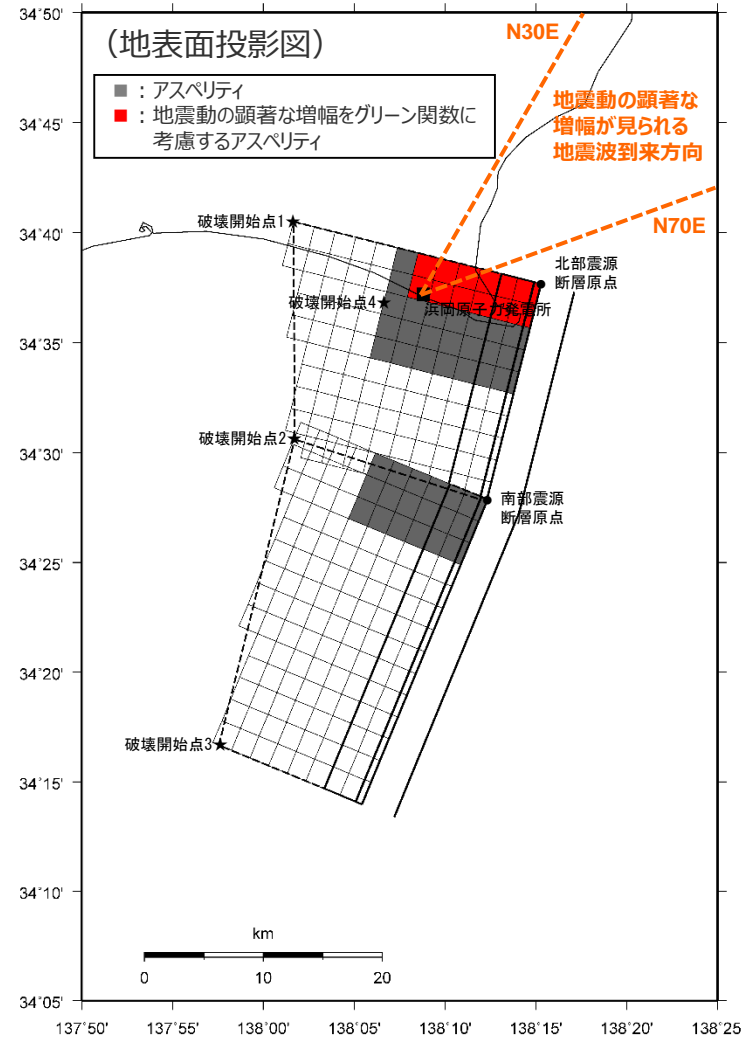 (地表面投影図)
■：アスペリティ
■：地震動の顕著な増幅をグリーン関数に
考慮するアスペリティ
N30E
地震動の顕著な
増幅が見られる
地震波到来方向
N70E
破壊開始点1
北部震源
断層原点
破壊開始点4
浜岡原子力発電所
破壊開始点2
南部震源
断層原点
破壊開始点3
km
0
10
20
34°50'
34°45'
34°40'
34°35'
34°30'
34°25'
34°20'
34°15'
34°10'
34°05'
137°50'
137°55'
138°00'
138°05'
138°10'
138°15'
138°20'
138°25'